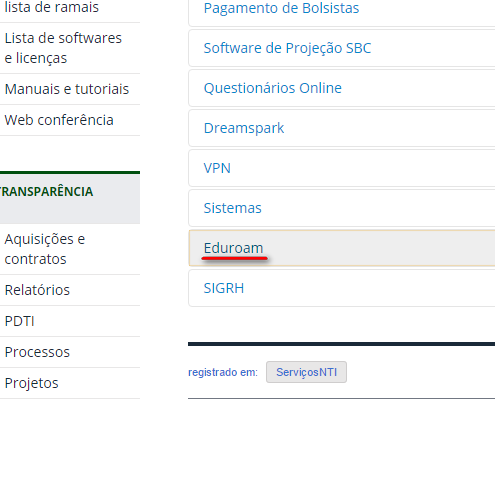 lista de ramais
Lista de softwares
e licenças
Manuais e tutoriais
Web conferência
TRANSPARÊNCIA
Aquisições e
contratos
Relatórios
PDTI
Processos
Projetos
Pagamento de Bolsistas
Software de Projeção SBC
Questionários Online
Dreamspark
VPN
Sistemas
Eduroam
SIGRH
registrado em: ServiçosNTI